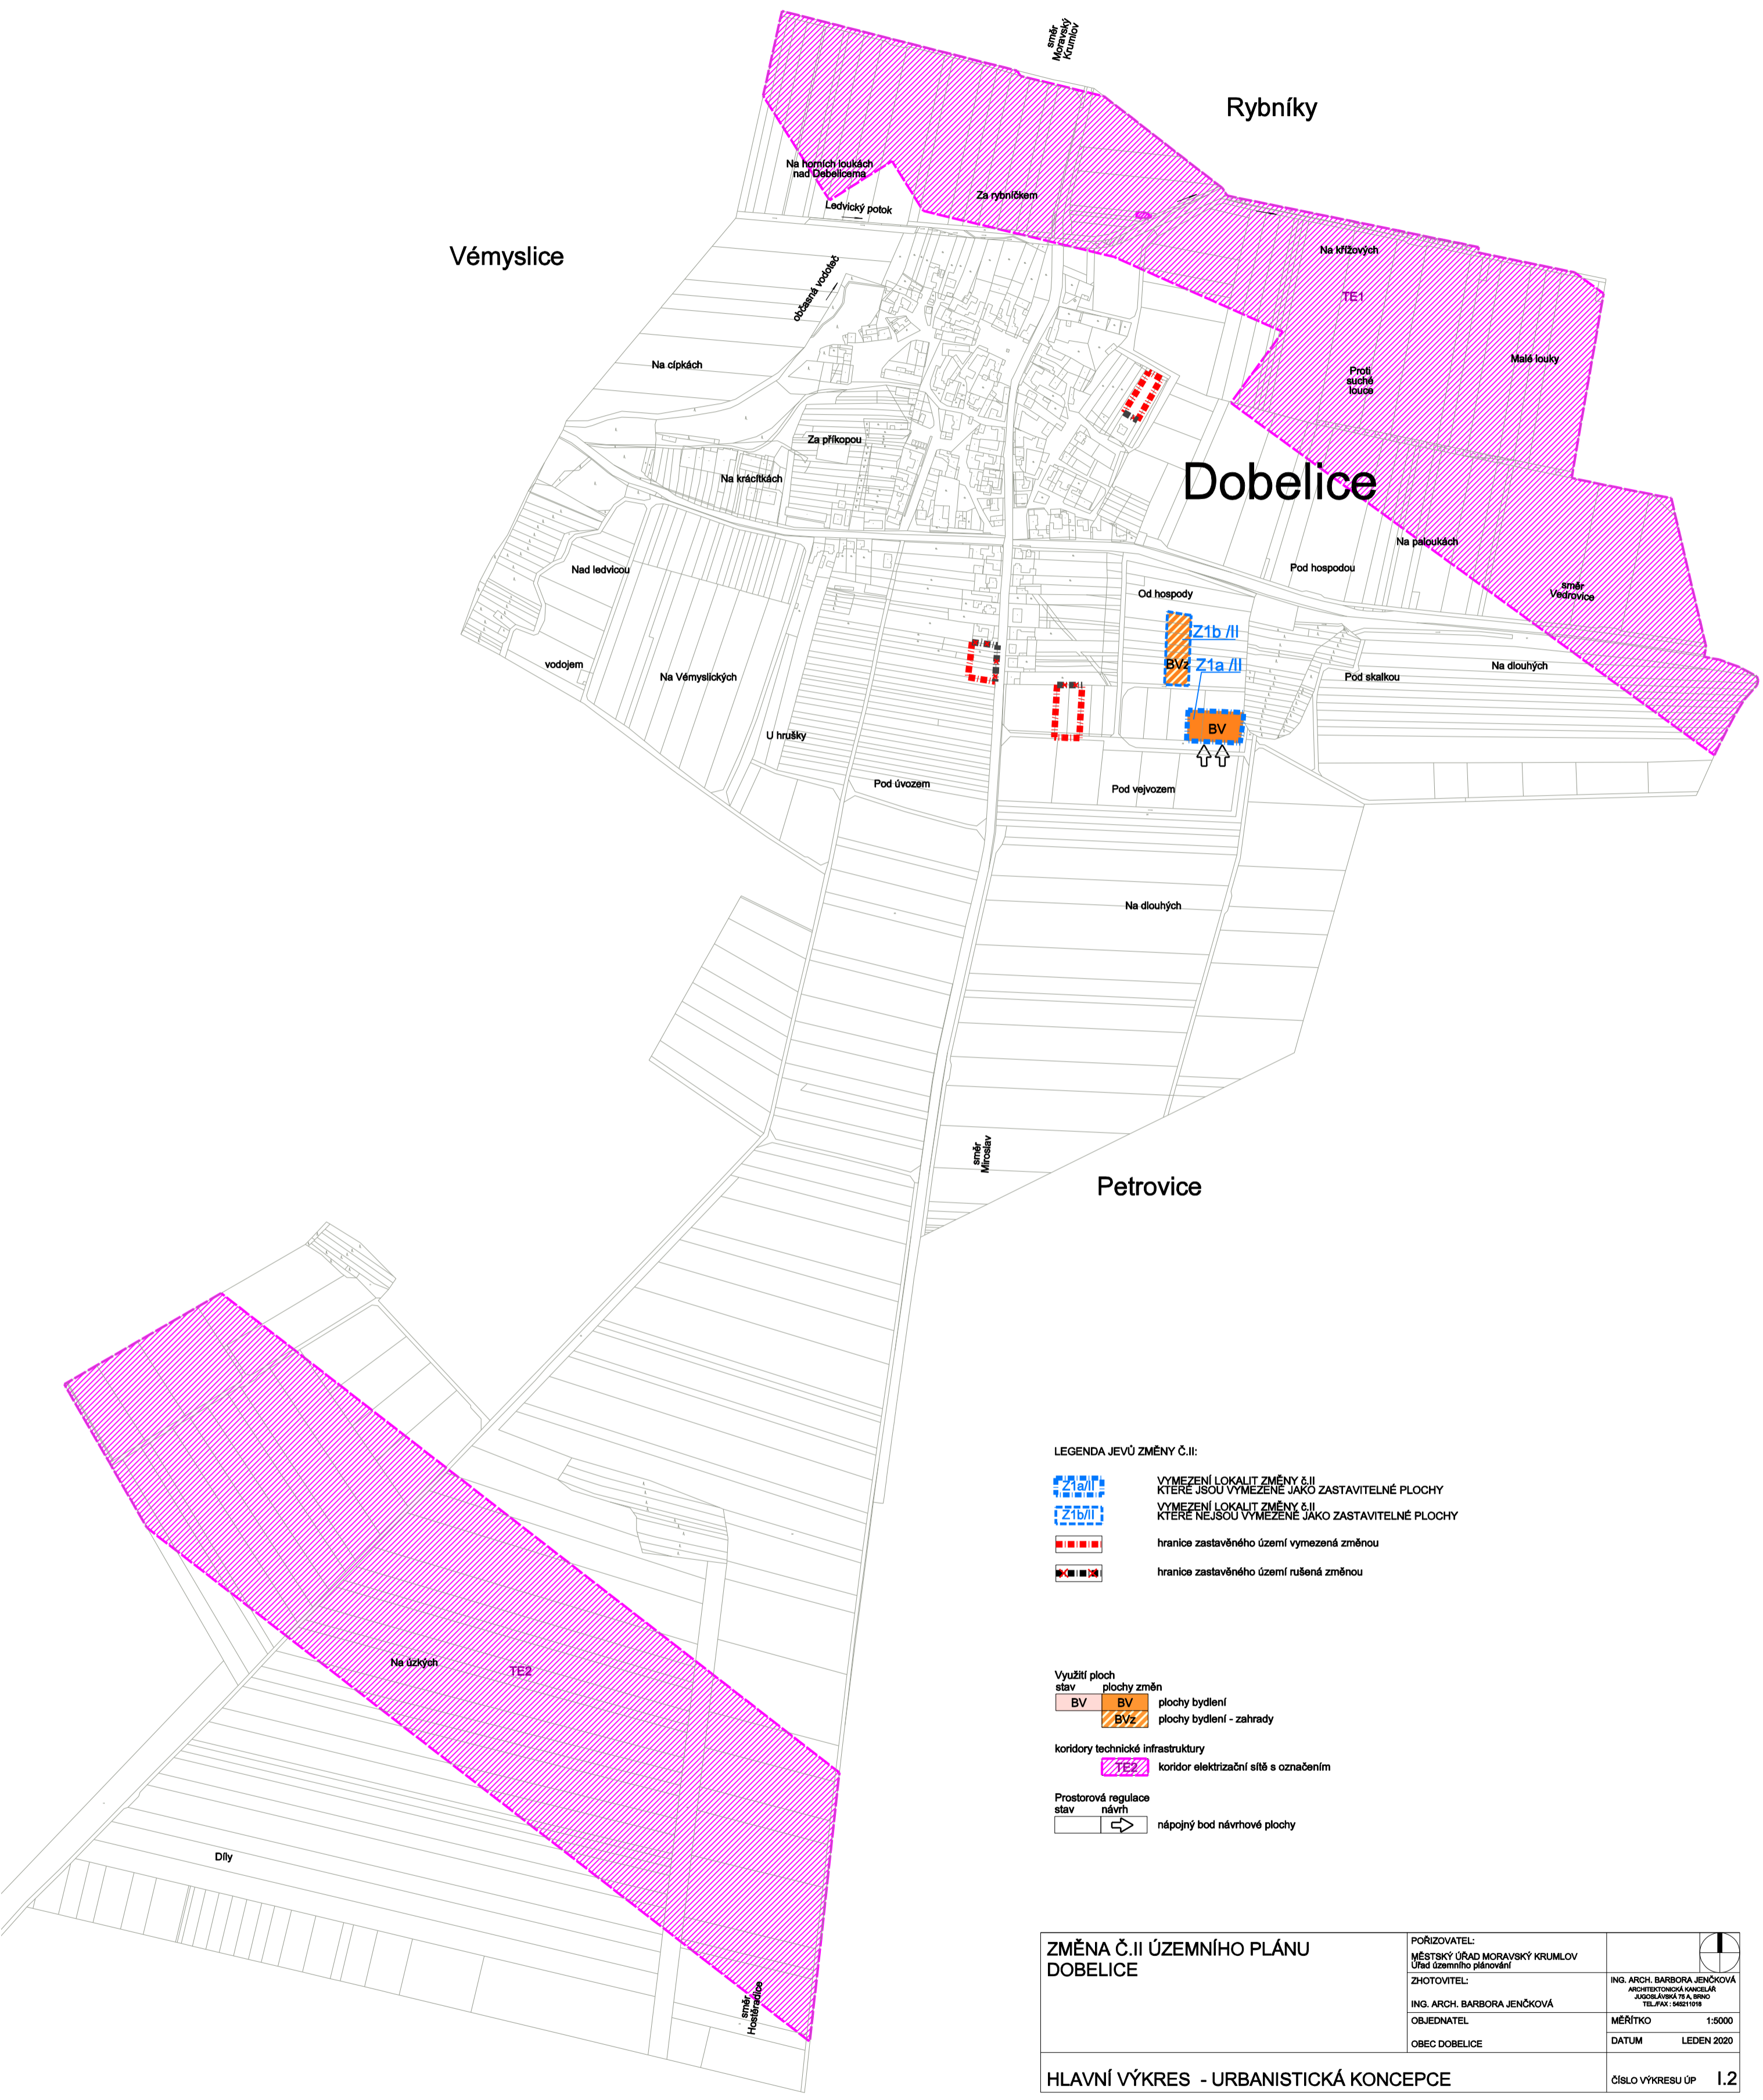 směr
Moravský
Krumlov
Rybníky
Na horních loukách
nad Dobelicema
Za rybníčkem
Ledvický potok
Vémyslice
občasná vodoteč
Na křížových
TE1
Na cípkách
Malé louky
Proti
suché
louce
Za příkopou
Na krácítkách
Dobelice
Na paloukách
Nad ledvicou
Pod hospodou
Od hospody
směr
Vedrovice
Z1b /II
BVz
Z1a /II
vodojem
Na Vémyslických
Pod skalkou
Na dlouhých
BV
U hrušky
Pod úvozem
Pod vejvozem
Na dlouhých
směr
Miroslav
Petrovice
Na úzkých
TE2
Díly
směr
Hostěradice
LEGENDA JEVŮ ZMĚNY Č.II:
Z1a/II
VYMEZENÍ LOKALIT ZMĚNY č.II
KTERÉ JSOU VYMEZENÉ JAKO ZASTAVITELNÉ PLOCHY
Z1b/II
VYMEZENÍ LOKALIT ZMĚNY č.II
KTERÉ NEJSOU VYMEZENÉ JAKO ZASTAVITELNÉ PLOCHY
hranice zastavěného území vymezená změnou
hranice zastavěného území rušená změnou
Využití ploch
stav plochy změn
BV BV plochy bydlení
BVz plochy bydlení - zahrady
koridory technické infrastruktury
TE2 koridor elektrizační sítě s označením
Prostorová regulace
stav návrh
nápojný bod návrhové plochy
ZMĚNA Č.II ÚZEMNÍHO PLÁNU
DOBELICE
POŘIZOVATEL:
MĚSTSKÝ ÚŘAD MORAVSKÝ KRUMLOV
Úřad územního plánování
ZHOTOVITEL:
ING. ARCH. BARBORA JENČKOVÁ
ING. ARCH. BARBORA JENČKOVÁ
ARCHITEKTONICKÁ KANCELÁŘ
JUGOSLÁVSKÁ 75 A, BRNO
TEL./FAX : 545211018
OBJEDNATEL
OBEC DOBELICE
MĚŘÍTKO 1:5000
DATUM LEDEN 2020
HLAVNÍ VÝKRES - URBANISTICKÁ KONCEPCE
ČÍSLO VÝKRESU ÚP I.2